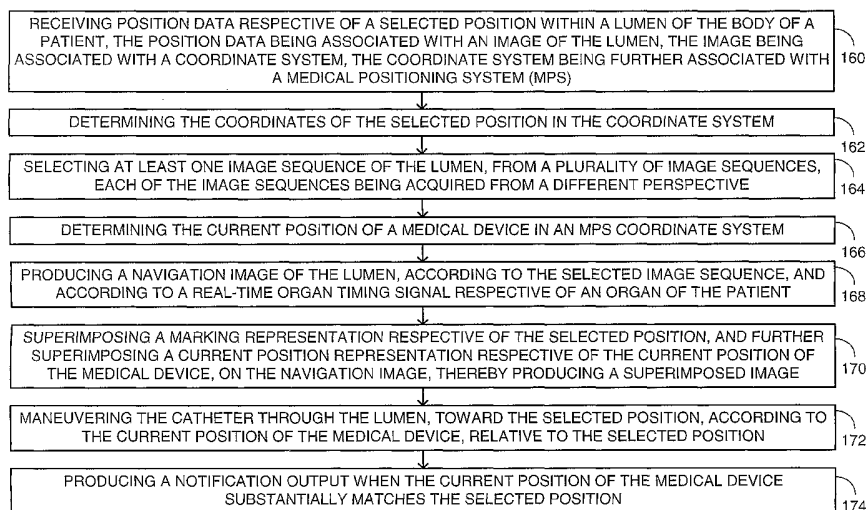 RECEIVING POSITION DATA RESPECTIVE OF A SELECTED POSITION WITHIN A LUMEN OF THE BODY OF A
PATIENT, THE POSITION DATA BEING ASSOCIATED WITH AN IMAGE OF THE LUMEN, THE IMAGE BEING
ASSOCIATED WITH A COORDINATE SYSTEM, THE COORDINATE SYSTEM BEING FURTHER ASSOCIATED WITH
A MEDICAL POSITIONING SYSTEM (MPS)
160
DETERMINING THE COORDINATES OF THE SELECTED POSITION IN THE COORDINATE SYSTEM
162
SELECTING AT LEAST ONE IMAGE SEQUENCE OF THE LUMEN, FROM A PLURALITY OF IMAGE SEQUENCES,
EACH OF THE IMAGE SEQUENCES BEING ACQUIRED FROM A DIFFERENT PERSPECTIVE
164
DETERMINING THE CURRENT POSITION OF A MEDICAL DEVICE IN AN MPS COORDINATE SYSTEM
166
PRODUCING A NAVIGATION IMAGE OF THE LUMEN, ACCORDING TO THE SELECTED IMAGE SEQUENCE, AND
ACCORDING TO A REAL-TIME ORGAN TIMING SIGNAL RESPECTIVE OF AN ORGAN OF THE PATIENT
168
SUPERIMPOSING A MARKING REPRESENTATION RESPECTIVE OF THE SELECTED POSITION, AND FURTHER
SUPERIMPOSING A CURRENT POSITION REPRESENTATION RESPECTIVE OF THE CURRENT POSITION OF
THE MEDICAL DEVICE, ON THE NAVIGATION IMAGE, THEREBY PRODUCING A SUPERIMPOSED IMAGE
170
MANEUVERING THE CATHETER THROUGH THE LUMEN, TOWARD THE SELECTED POSITION, ACCORDING TO
THE CURRENT POSITION OF THE MEDICAL DEVICE, RELATIVE TO THE SELECTED POSITION
172
PRODUCING A NOTIFICATION OUTPUT WHEN THE CURRENT POSITION OF THE MEDICAL DEVICE
SUBSTANTIALLY MATCHES THE SELECTED POSITION
174